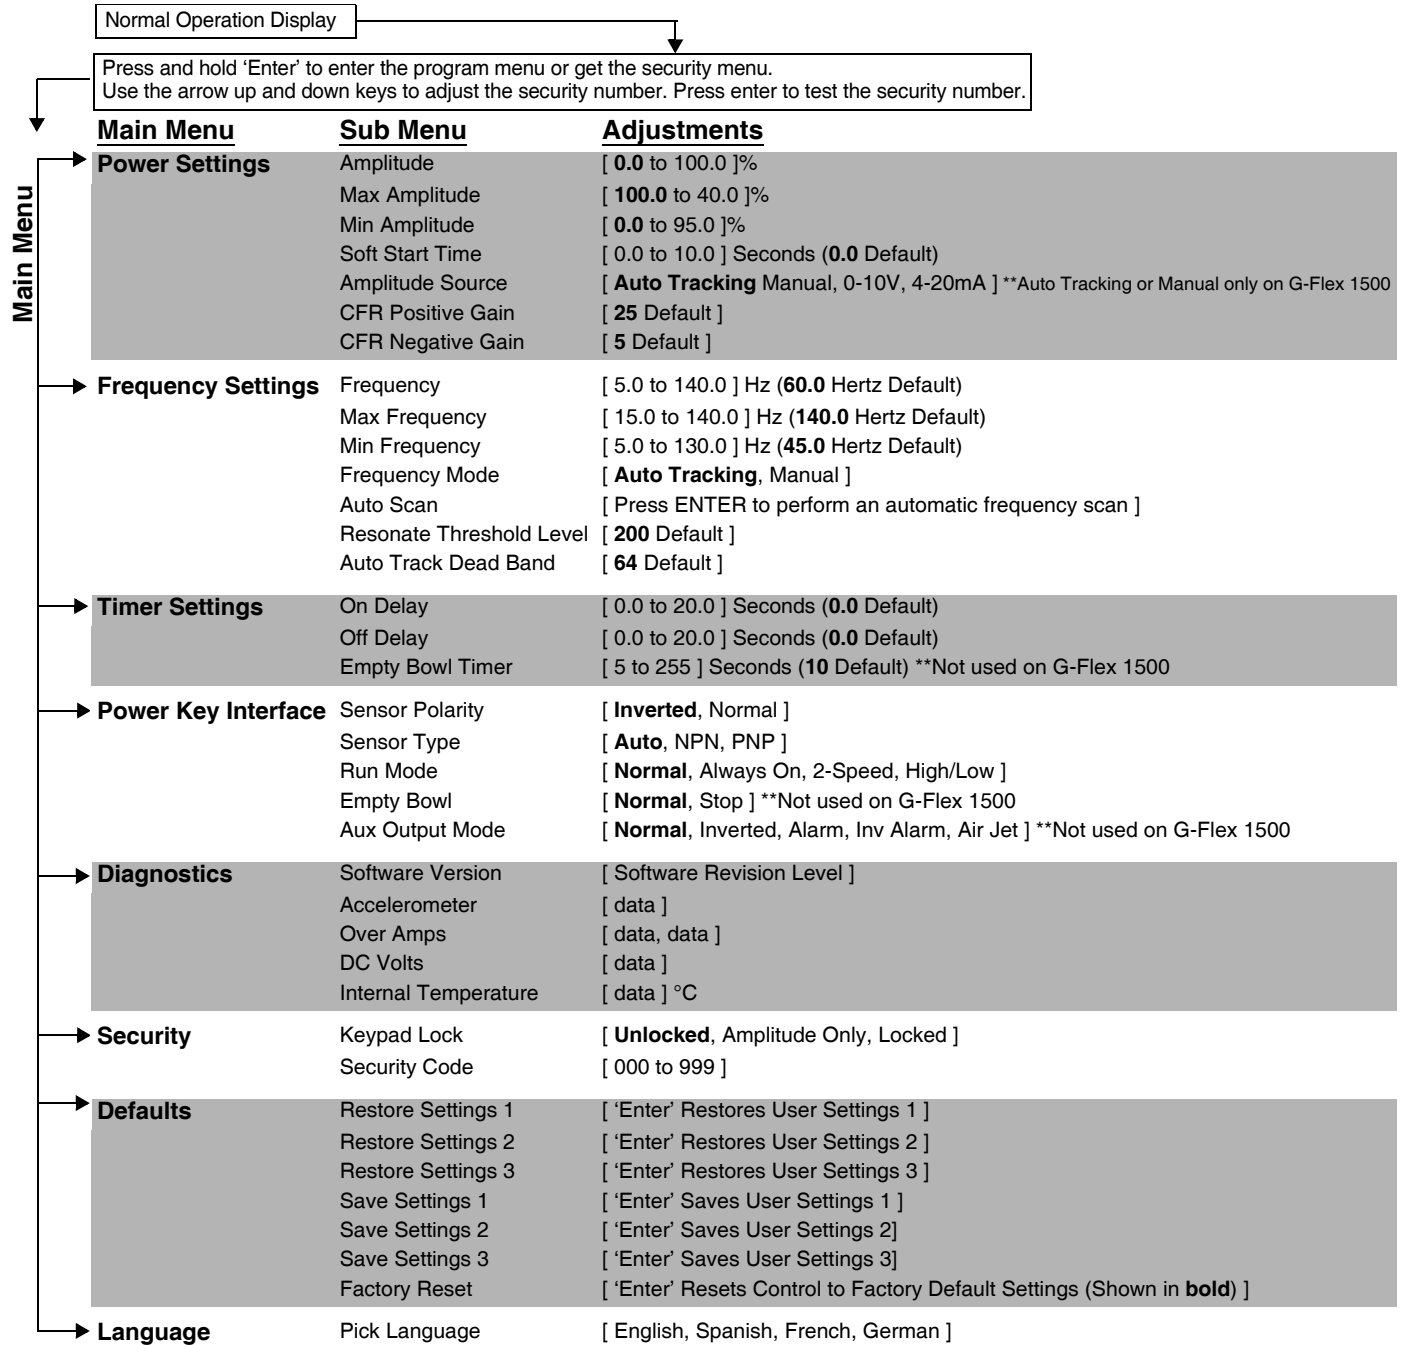 Normal Operation Display
Press and hold ‘Enter’ to enter the program menu or get the security menu.
Use the arrow up and down keys to adjust the security number. Press enter to test the security number.
Main Menu Sub Menu Adjustments
Main Menu
Power Settings Amplitude [ 0.0 to 100.0 ]%
Max Amplitude [ 100.0 to 40.0 ]%
Min Amplitude [ 0.0 to 95.0 ]%
Soft Start Time [ 0.0 to 10.0 ] Seconds (0.0 Default)
Amplitude Source [ Auto Tracking Manual, 0-10V, 4-20mA ] **Auto Tracking or Manual only on G-Flex 1500
CFR Positive Gain [ 25 Default ]
CFR Negative Gain [ 5 Default ]
Frequency Settings Frequency [ 5.0 to 140.0 ] Hz (60.0 Hertz Default)
Max Frequency [ 15.0 to 140.0 ] Hz (140.0 Hertz Default)
Min Frequency [ 5.0 to 130.0 ] Hz (45.0 Hertz Default)
Frequency Mode [ Auto Tracking, Manual ]
Auto Scan [ Press ENTER to perform an automatic frequency scan ]
Resonate Threshold Level [ 200 Default ]
Auto Track Dead Band [ 64 Default ]
Timer Settings On Delay [ 0.0 to 20.0 ] Seconds (0.0 Default)
Off Delay [ 0.0 to 20.0 ] Seconds (0.0 Default)
Empty Bowl Timer [ 5 to 255 ] Seconds (10 Default) **Not used on G-Flex 1500
Power Key Interface Sensor Polarity [ Inverted, Normal ]
Sensor Type [ Auto, NPN, PNP ]
Run Mode [ Normal, Always On, 2-Speed, High/Low ]
Empty Bowl [ Normal, Stop ] **Not used on G-Flex 1500
Aux Output Mode [ Normal, Inverted, Alarm, Inv Alarm, Air Jet ] **Not used on G-Flex 1500
Diagnostics Software Version [ Software Revision Level ]
Accelerometer [ data ]
Over Amps [ data, data ]
DC Volts [ data ]
Internal Temperature [ data ] °C
Security Keypad Lock [ Unlocked, Amplitude Only, Locked ]
Security Code [ 000 to 999 ]
Defaults Restore Settings 1 [ ‘Enter’ Restores User Settings 1 ]
Restore Settings 2 [ ‘Enter’ Restores User Settings 2 ]
Restore Settings 3 [ ‘Enter’ Restores User Settings 3 ]
Save Settings 1 [ ‘Enter’ Saves User Settings 1 ]
Save Settings 2 [ ‘Enter’ Saves User Settings 2]
Save Settings 3 [ ‘Enter’ Saves User Settings 3]
Factory Reset [ ‘Enter’ Resets Control to Factory Default Settings (Shown in bold) ]
Language Pick Language [ English, Spanish, French, German ]